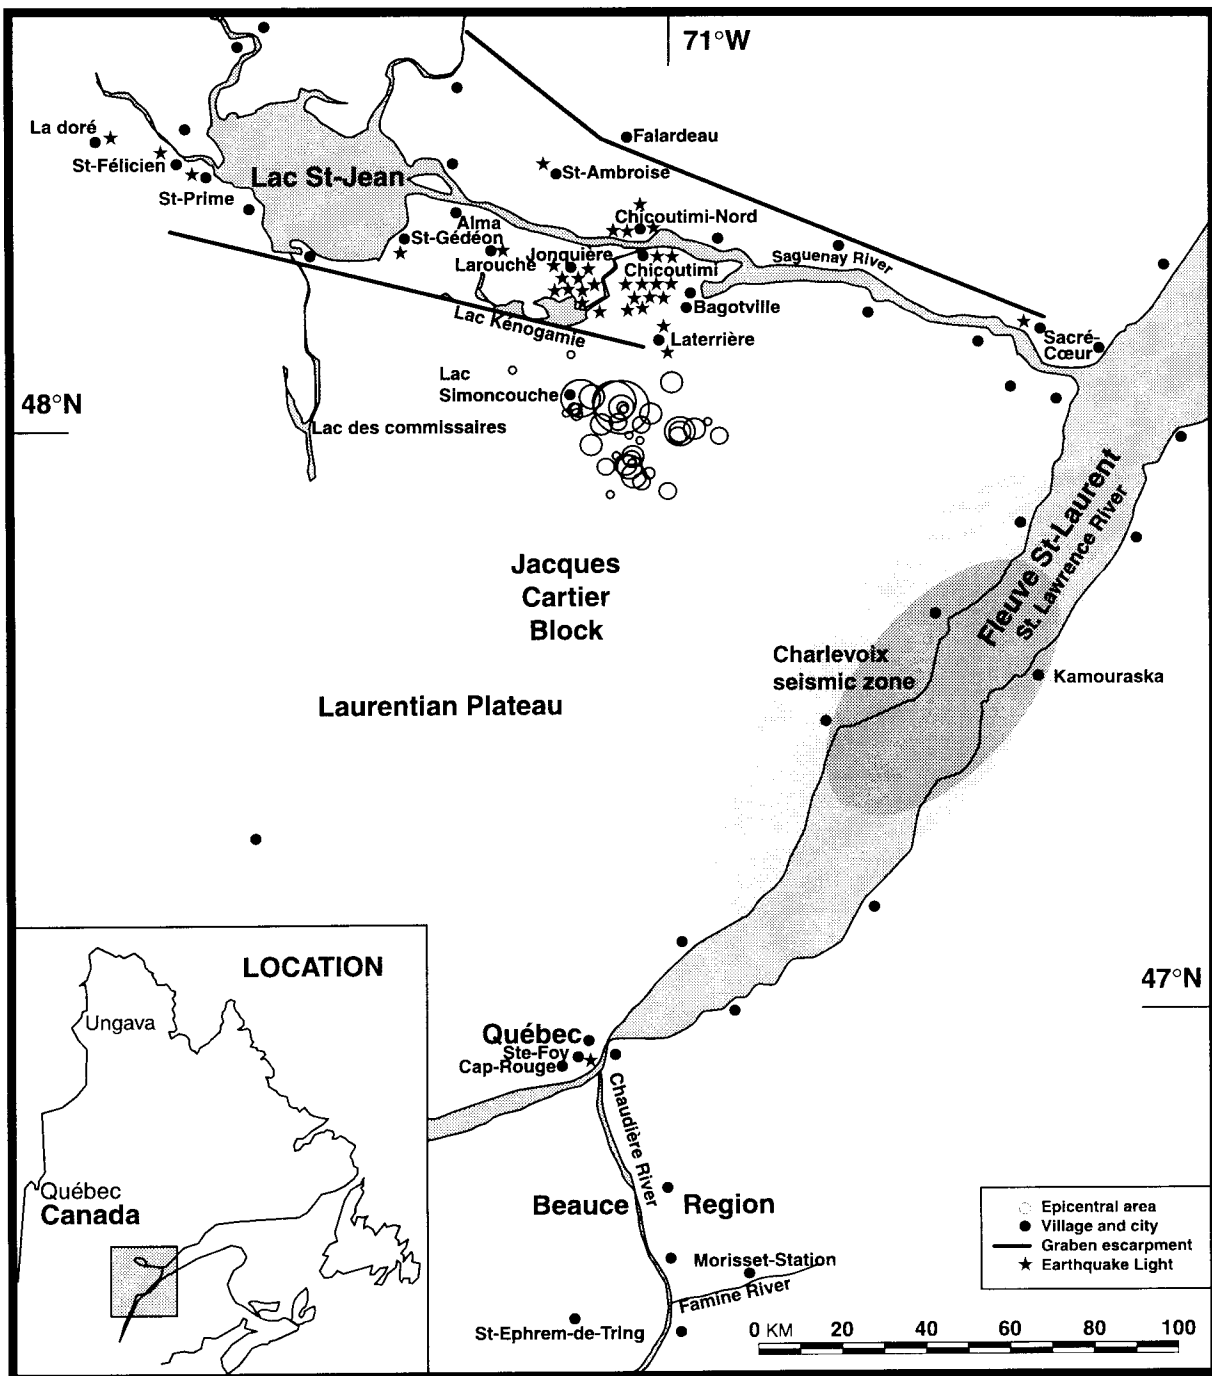 71°W
La doré
Falardeau
St-Félicien
St-Ambroise
Lac St-Jean
St-Prime
Chicoutimi-Nord
Alma
St-Gédéon
Jonquière
Saguenay River
Larouche
Chicoutimi
Bagotville
Lac Kénogamie
Laterrière
Sacré-
Cœur
Lac
Simoncouche
48°N
Lac des commissaires
Fleuve St-Laurent
St. Lawrence River
Jacques
Cartier
Block
Charlevoix
seismic zone
Kamouraska
Laurentian Plateau
LOCATION
47°N
Ungava
Québec
Ste-Foy
Cap-Rouge
Chaudière River
Québec
Canada
Beauce Region
Epicentral area
Village and city
Graben escarpment
Earthquake Light
Morisset-Station
Famine River
St-Ephrem-de-Tring
0 KM 20 40 60 80 100